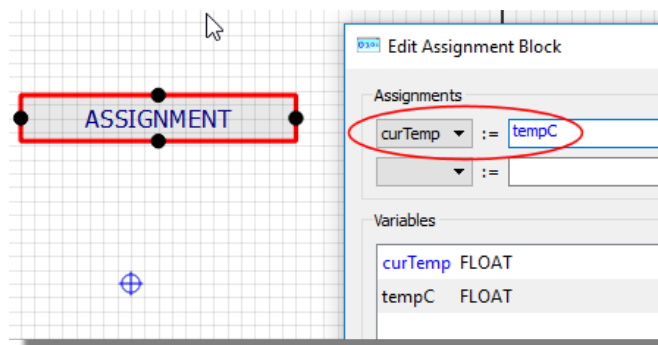 Edit Assignment Block
ASSIGNMENT
Assignments
curTemp := tempC
:=
Variables
curTemp FLOAT
tempC FLOAT